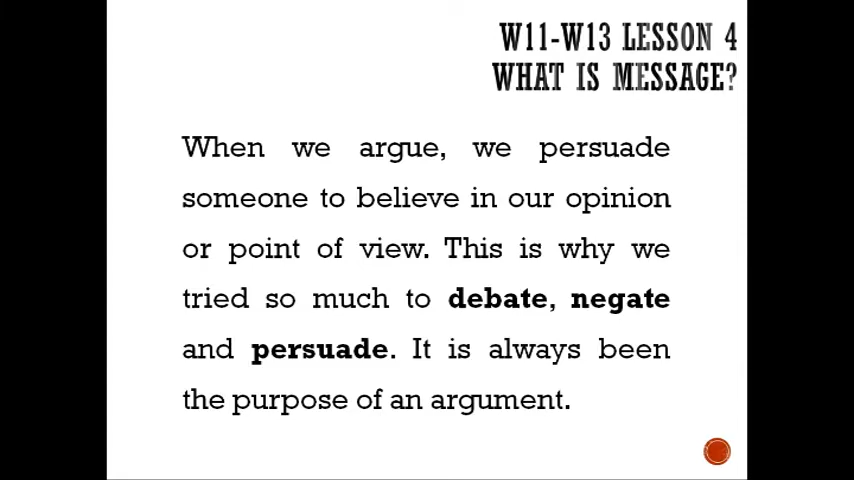 W11-W13 LESSON 4
WHAT IS MESSAGE?
When we argue, we persuade
someone to believe in our opinion
or point of view. This is why we
tried so much to debate, negate
and persuade. It is always been
the purpose of an argument.